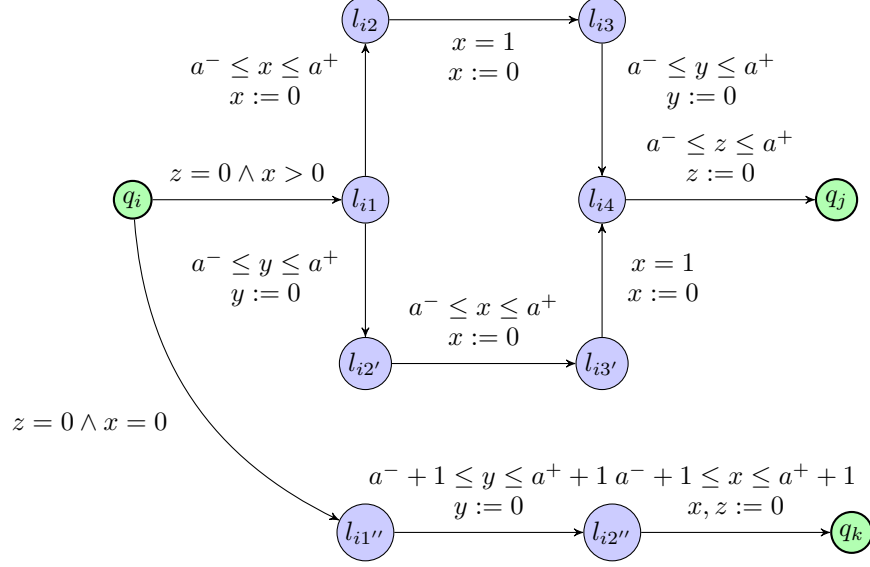 l_{i2}
l_{i3}
x = 1
x := 0
a^- ≤ x ≤ a^+
x := 0
a^- ≤ y ≤ a^+
y := 0
z = 0 ∧ x > 0
a^- ≤ z ≤ a^+
z := 0
q_i
l_{i1}
l_{i4}
q_j
a^- ≤ y ≤ a^+
y := 0
x = 1
x := 0
a^- ≤ x ≤ a^+
x := 0
l_{i2'}
l_{i3'}
z = 0 ∧ x = 0
a^- + 1 ≤ y ≤ a^+ + 1
y := 0
a^- + 1 ≤ x ≤ a^+ + 1
x, z := 0
l_{i1''}
l_{i2''}
q_k